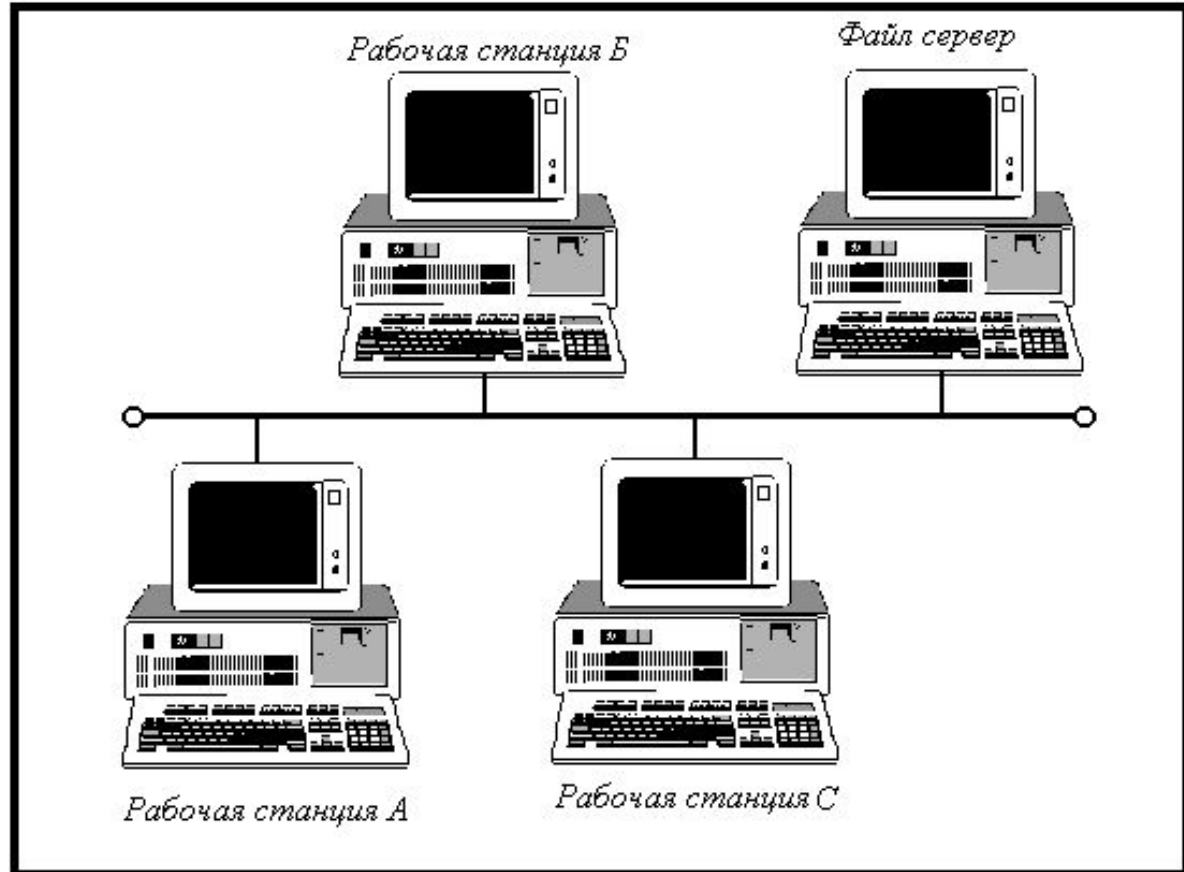 Рабочая станция Б
Файл сервер
Рабочая станция А
Рабочая станция С